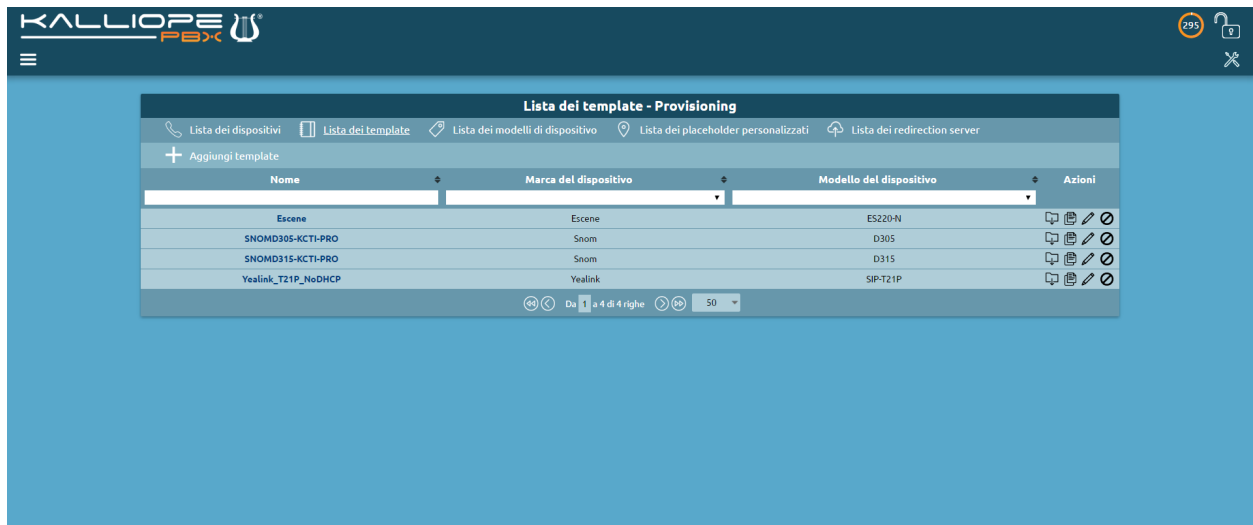 KALLIOPE
PBX
295
Lista dei template - Provisioning
Lista dei dispositivi Lista dei template Lista dei modelli di dispositivo Lista dei placeholder personalizzati Lista dei redirection server
Aggiungi template
Nome Marca del dispositivo Modello del dispositivo Azioni
Escene Escene ES220-N
SNOMD305-KCTI-PRO Snom D305
SNOMD315-KCTI-PRO Snom D315
Yealink_T21P_NoDHCP Yealink SIP-T21P
Da 1 a 4 di 4 righe 50